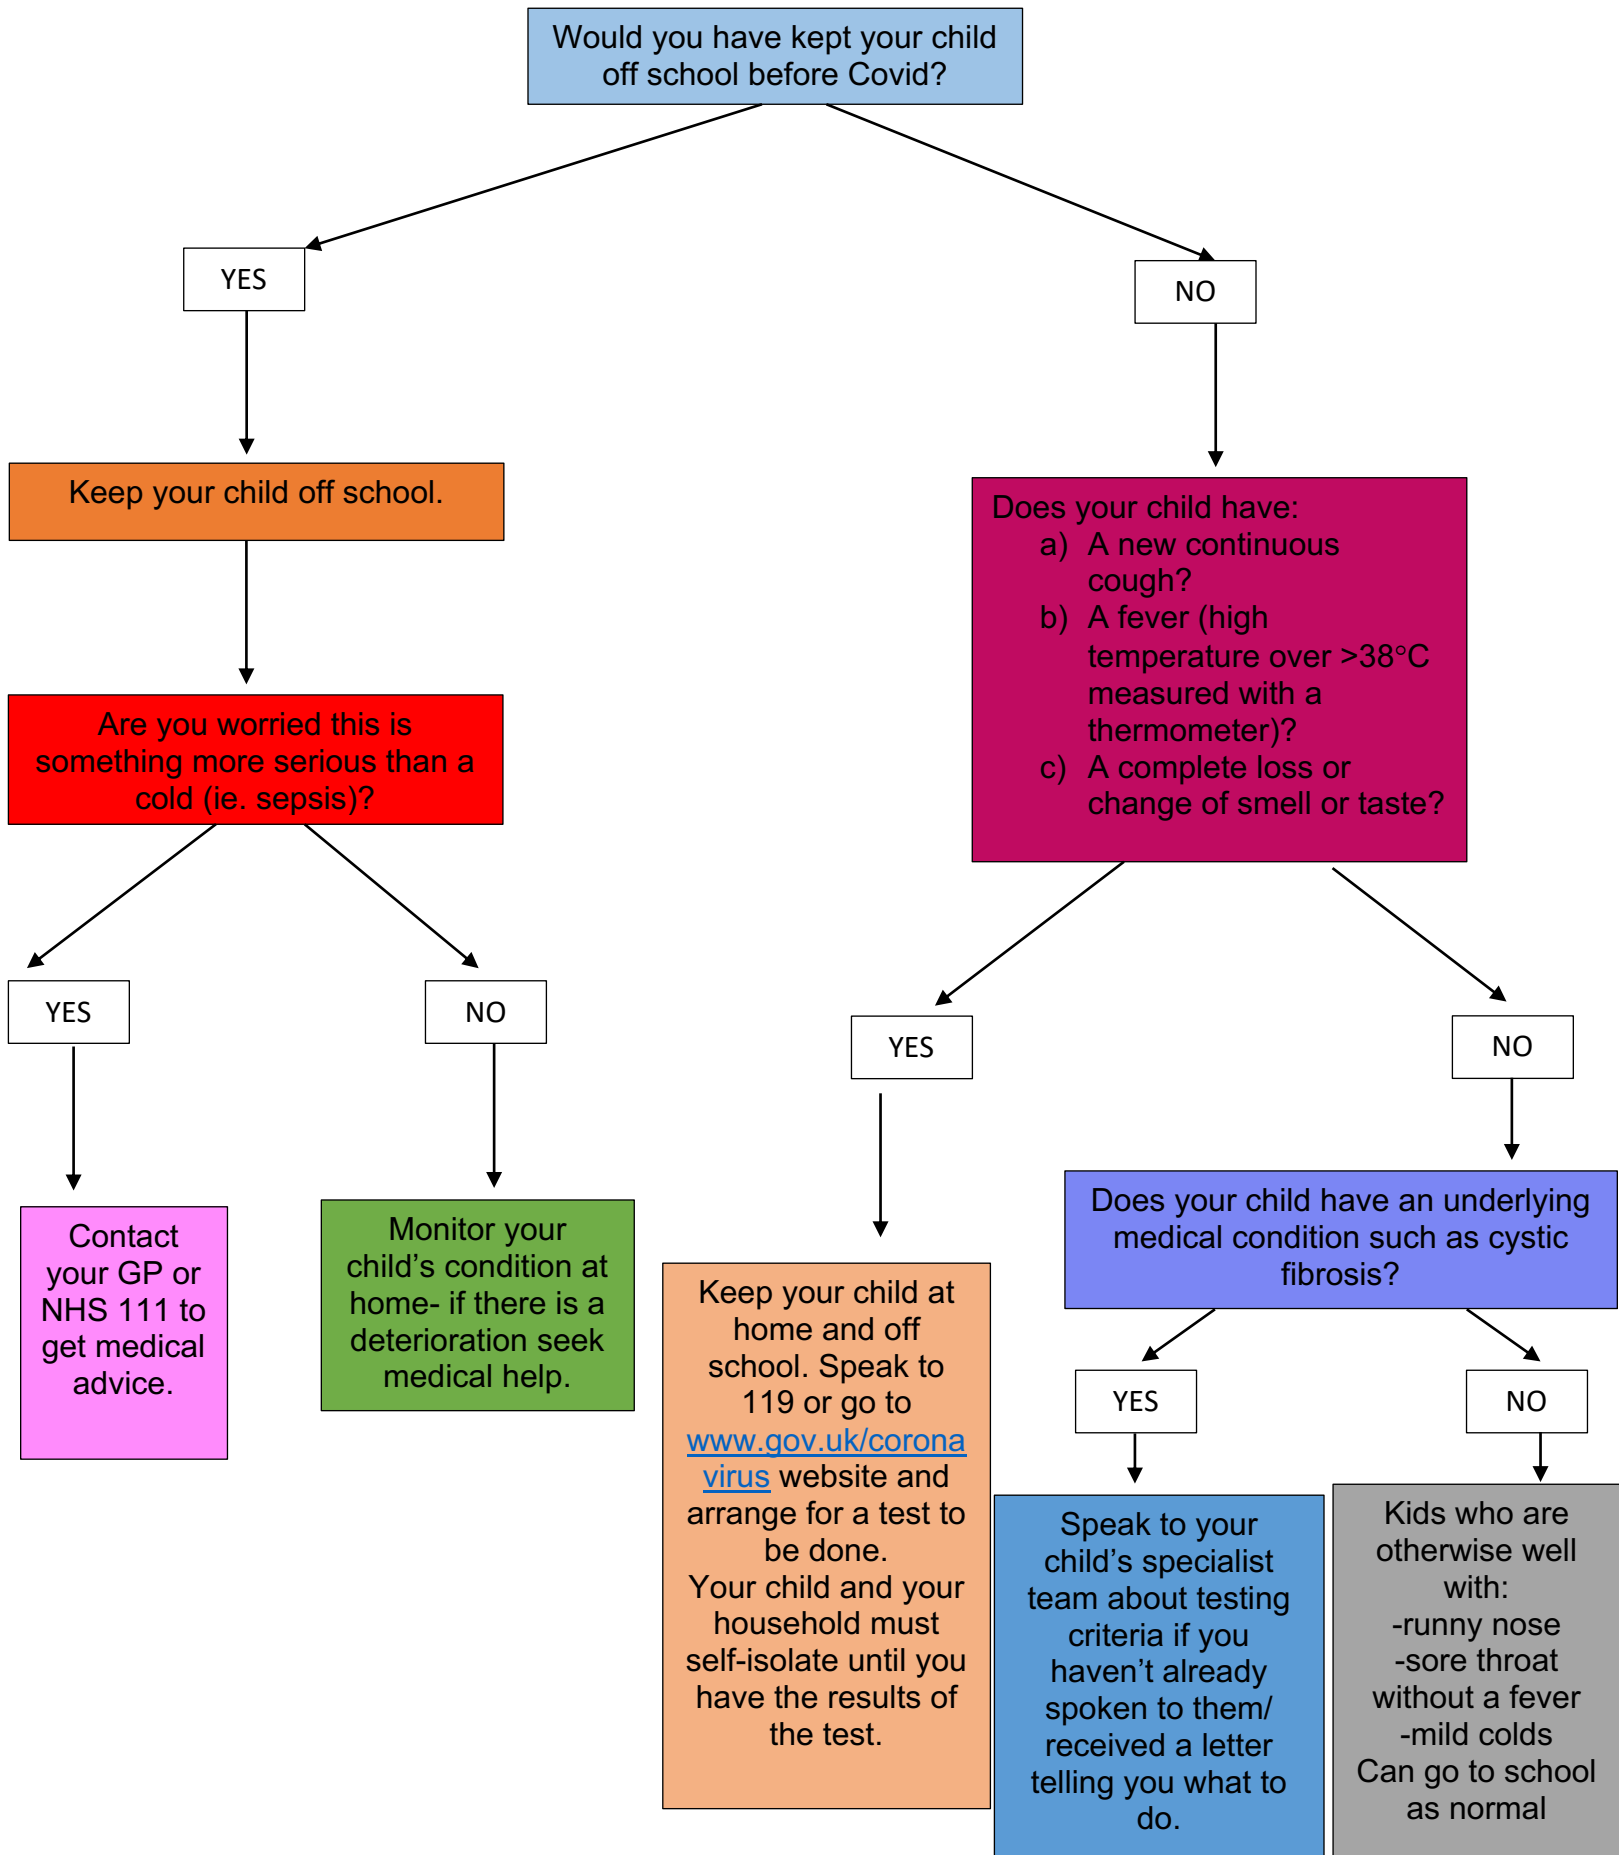 Would you have kept your child
off school before Covid?
YES
NO
Keep your child off school.
Does your child have:
a) A new continuous
cough?
b) A fever (high
temperature over >38°C
measured with a
thermometer)?
c) A complete loss or
change of smell or taste?
Are you worried this is
something more serious than a
cold (ie. sepsis)?
YES
NO
YES
NO
Contact
your GP or
NHS 111 to
get medical
advice.
Monitor your
child’s condition at
home- if there is a
deterioration seek
medical help.
Keep your child at
home and off
school. Speak to
119 or go to
www.gov.uk/corona
virus website and
arrange for a test to
be done.
Your child and your
household must
self-isolate until you
have the results of
the test.
Does your child have an underlying
medical condition such as cystic
fibrosis?
YES
NO
Speak to your
child’s specialist
team about testing
criteria if you
haven’t already
spoken to them/
received a letter
telling you what to
do.
Kids who are
otherwise well
with:
-runny nose
-sore throat
without a fever
-mild colds
Can go to school
as normal